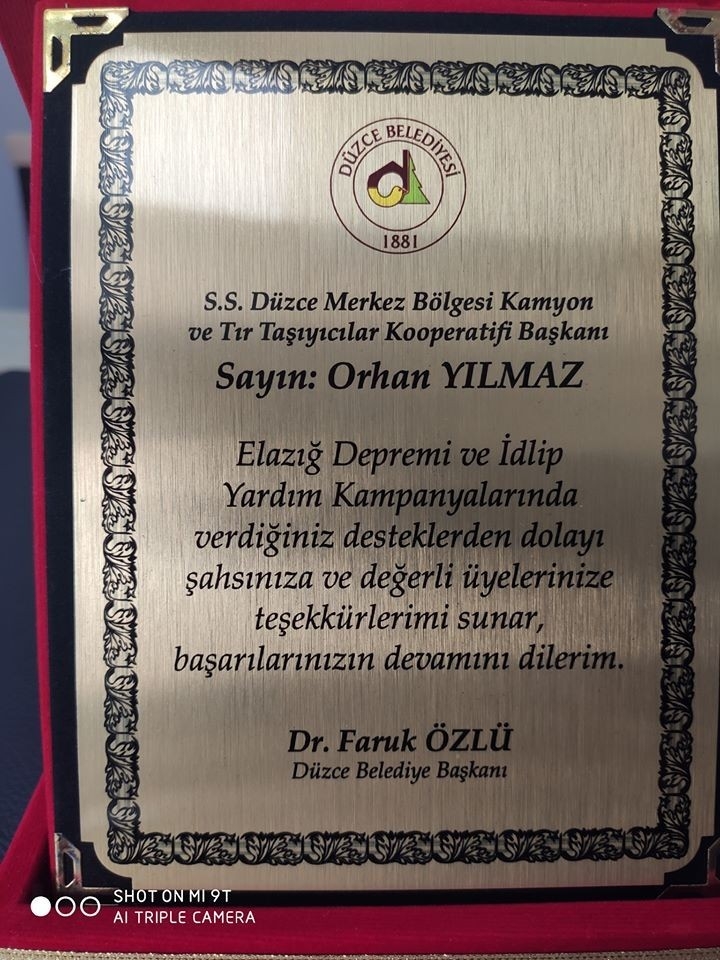 DÜZCE BELEDİYESİ
1881
S.S. Düzce Merkez Bölgesi Kamyon
ve Tır Taşıyıcılar Kooperatifi Başkanı
Sayın: Orhan YILMAZ
Elazığ Depremi ve İdlip
Yardım Kampanyalarında
verdiğiniz desteklerden dolayı
şahsınıza ve değerli üyelerinize
teşekkürlerimi sunar,
başarılarınızın devamını dilerim.
Dr. Faruk ÖZLÜ
Düzce Belediye Başkanı
SHOT ON MI 9T
AI TRIPLE CAMERA